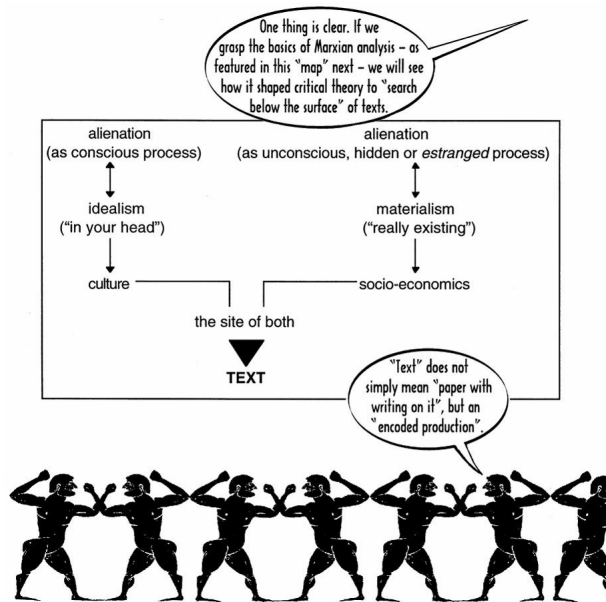 One thing is clear. If we
grasp the basics of Marxian analysis – as
featured in this "map" next – we will see
how it shaped critical theory to "search
below the surface" of texts.
alienation
(as conscious process)
alienation
(as unconscious, hidden or estranged process)
idealism
("in your head")
materialism
("really existing")
culture
socio-economics
the site of both
TEXT
"Text" does not
simply mean "paper with
writing on it", but an
"encoded production".